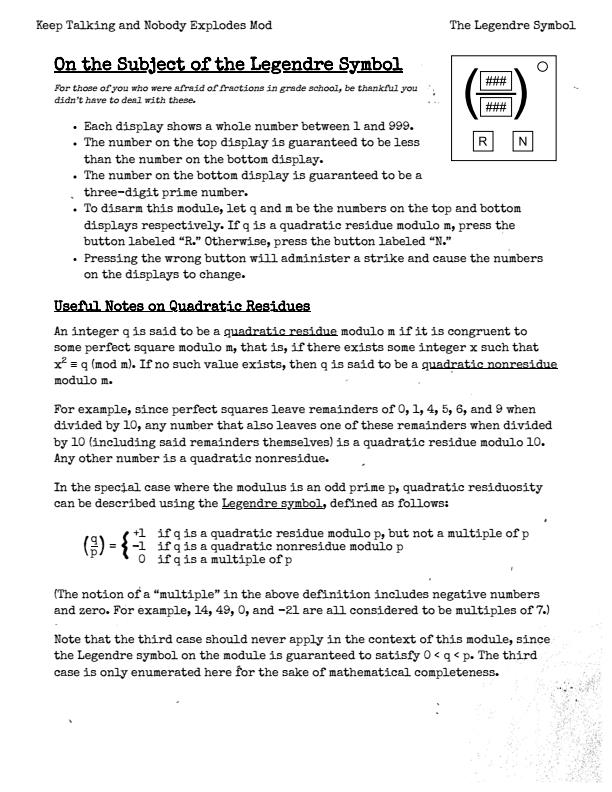 Keep Talking and Nobody Explodes Mod
The Legendre Symbol
On the Subject of the Legendre Symbol
For those of you who were afraid of fractions in grade school, be thankful you
didn't have to deal with these.
###
###
R N
• Each display shows a whole number between 1 and 999.
• The number on the top display is guaranteed to be less
than the number on the bottom display.
• The number on the bottom display is guaranteed to be a
three-digit prime number.
• To disarm this module, let q and m be the numbers on the top and bottom
displays respectively. If q is a quadratic residue modulo m, press the
button labeled “R.” Otherwise, press the button labeled “N.”
• Pressing the wrong button will administer a strike and cause the numbers
on the displays to change.
Useful Notes on Quadratic Residues
An integer q is said to be a quadratic residue modulo m if it is congruent to
some perfect square modulo m, that is, if there exists some integer x such that
x² ≡ q (mod m). If no such value exists, then q is said to be a quadratic nonresidue
modulo m.
For example, since perfect squares leave remainders of 0, 1, 4, 5, 6, and 9 when
divided by 10, any number that also leaves one of these remainders when divided
by 10 (including said remainders themselves) is a quadratic residue modulo 10.
Any other number is a quadratic nonresidue.
In the special case where the modulus is an odd prime p, quadratic residuosity
can be described using the Legendre symbol, defined as follows:
(q/p) = { +1 if q is a quadratic residue modulo p, but not a multiple of p
−1 if q is a quadratic nonresidue modulo p
0 if q is a multiple of p
(The notion of a “multiple” in the above definition includes negative numbers
and zero. For example, 14, 49, 0, and −21 are all considered to be multiples of 7.)
Note that the third case should never apply in the context of this module, since
the Legendre symbol on the module is guaranteed to satisfy 0 < q < p. The third
case is only enumerated here for the sake of mathematical completeness.